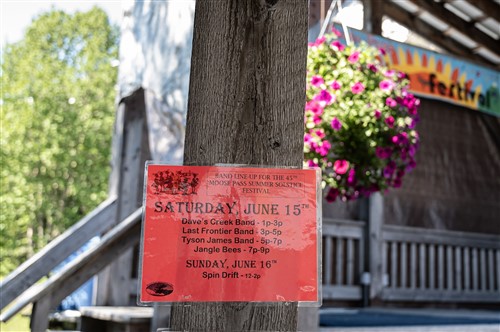 BAND LINE UP FOR THE 45TH
MOOSE PASS SUMMER SOLSTICE
FESTIVAL
SATURDAY, JUNE 15TH
Dave's Creek Band - 1p-3p
Last Frontier Band - 3p-5p
Tyson James Band - 5p-7p
Jangle Bees - 7p-9p
SUNDAY, JUNE 16TH
Spin Drift - 12-2p
Festival